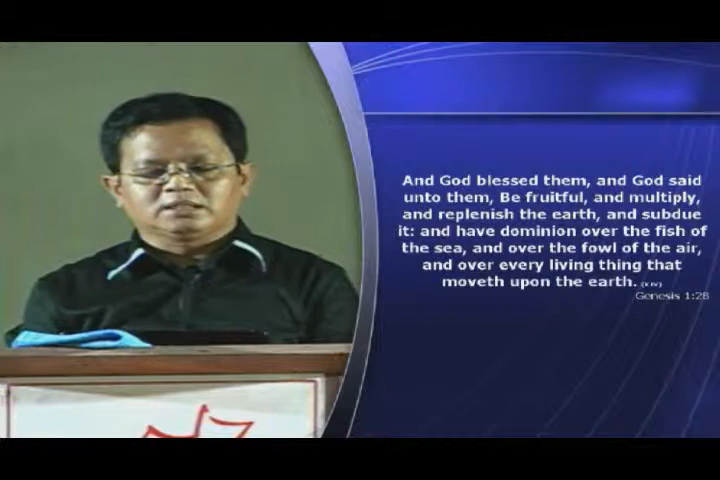 And God blessed them, and God said
unto them, Be fruitful, and multiply,
and replenish the earth, and subdue
it: and have dominion over the fish of
the sea, and over the fowl of the air,
and over every living thing that
moveth upon the earth. (KJV)
Genesis 1:28